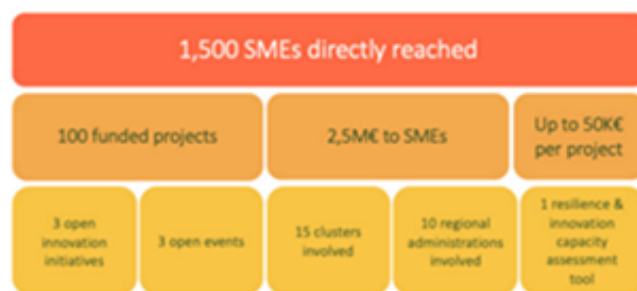 1,500 SMEs directly reached
100 funded projects
2,5M€ to SMEs
Up to 50K€
per project
3 open
innovation
initiatives
3 open events
15 clusters
involved
10 regional
administrations
involved
1 resilience &
innovation
capacity
assessment
tool